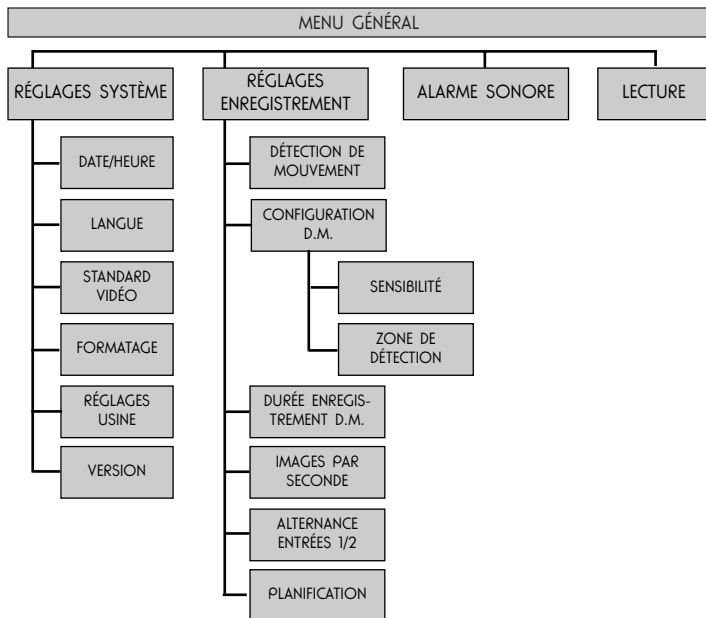 MENU GÉNÉRAL
RÉGLAGES SYSTÈME
DATE/HEURE
LANGUE
STANDARD
VIDÉO
FORMATAGE
RÉGLAGES
USINE
VERSION
RÉGLAGES
ENREGISTREMENT
DÉTECTION DE
MOUVEMENT
CONFIGURATION
D.M.
SENSIBILITÉ
ZONE DE
DÉTECTION
DURÉE ENREGIS-
TREMENT D.M.
IMAGES PAR
SECONDE
ALTERNANCE
ENTRÉES 1/2
PLANIFICATION
ALARME SONORE
LECTURE